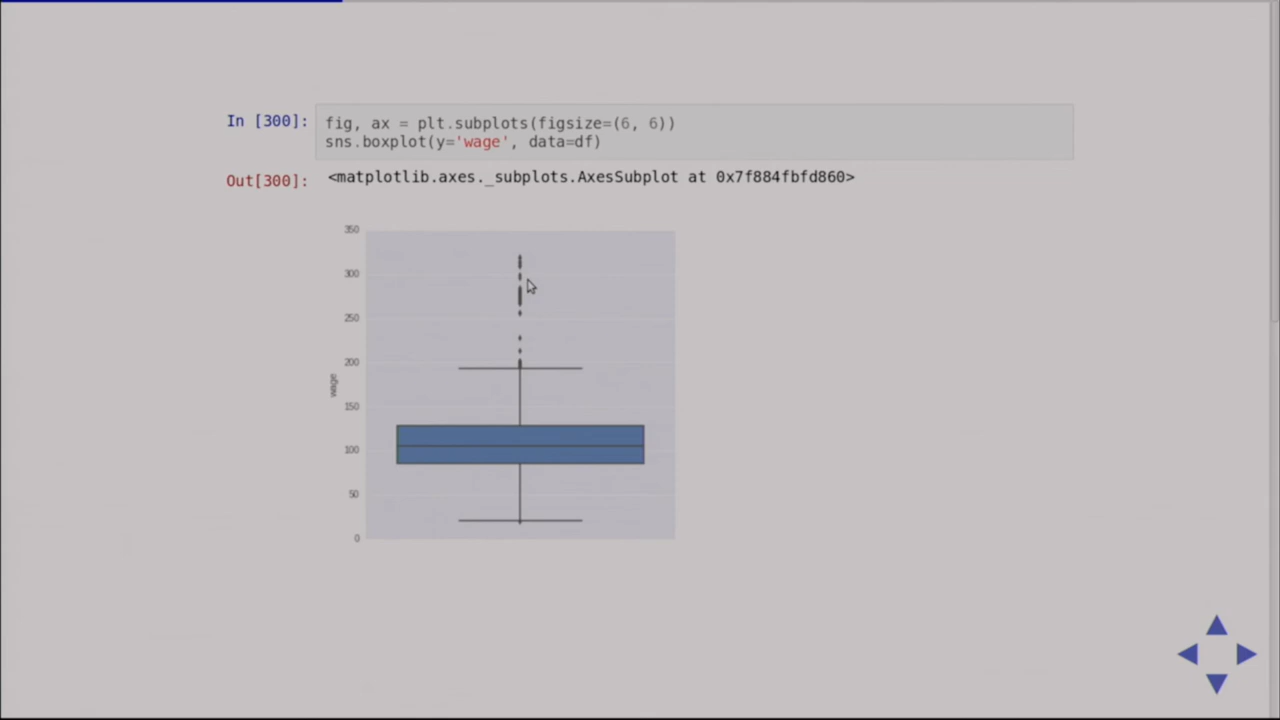 In [300]:
fig, ax = plt.subplots(figsize=(6, 6))
sns.boxplot(y='wage', data=df)
Out[300]:
<matplotlib.axes._subplots.AxesSubplot at 0x7f884fbfd860>
350
300
250
200
wage
150
100
50
0